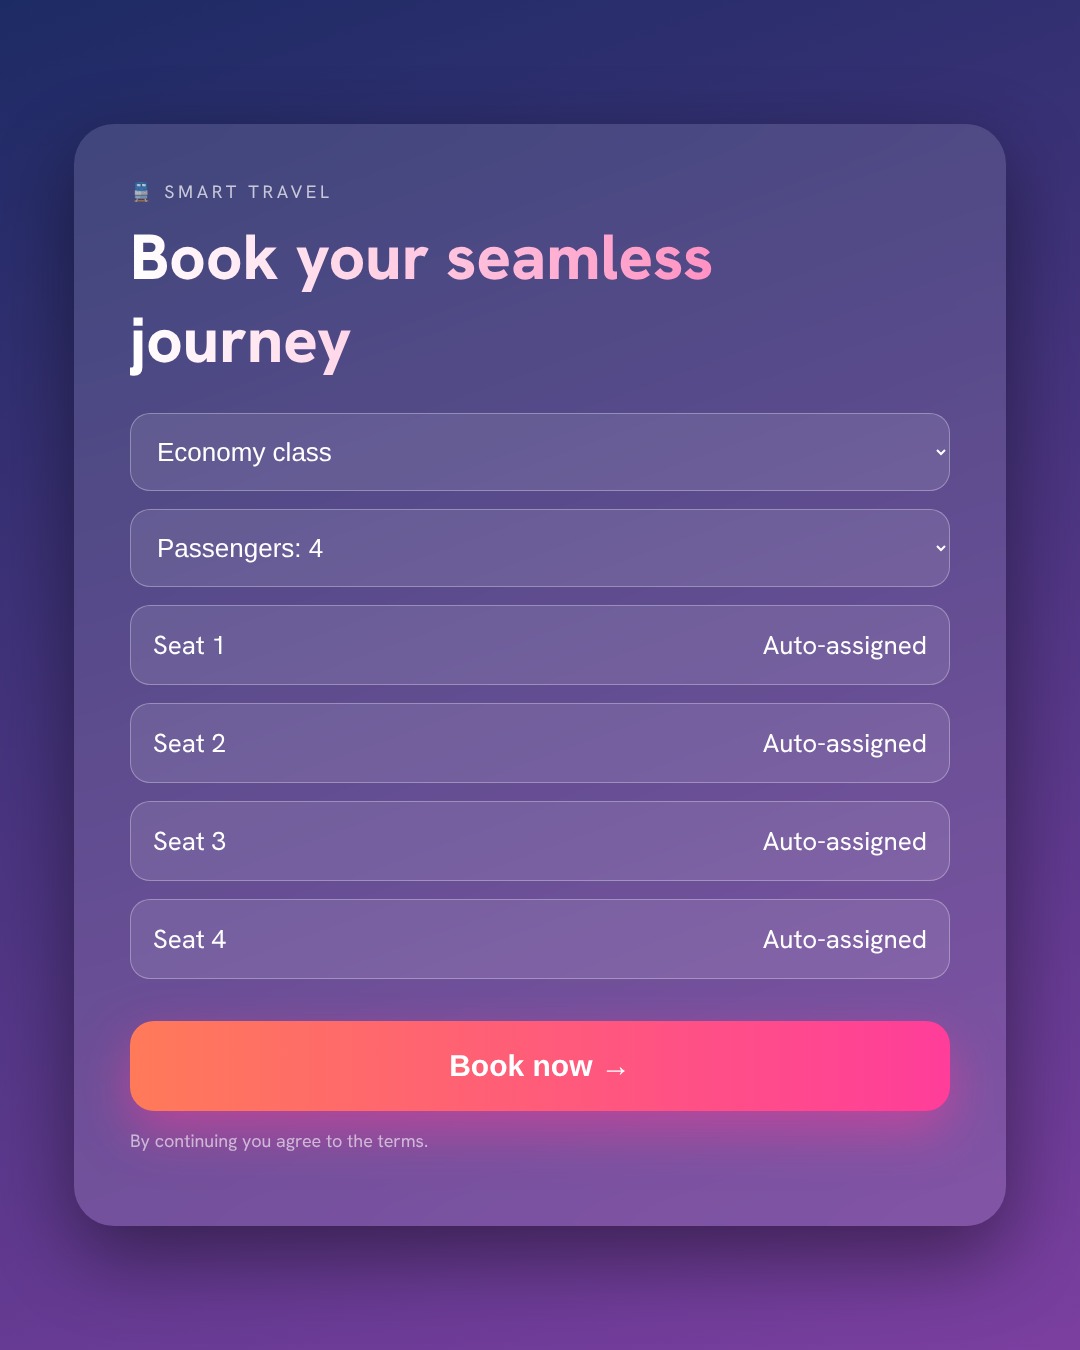 SMART TRAVEL
Book your seamless
journey
Economy class
Passengers: 4
Seat 1 Auto-assigned
Seat 2 Auto-assigned
Seat 3 Auto-assigned
Seat 4 Auto-assigned
Book now →
By continuing you agree to the terms.